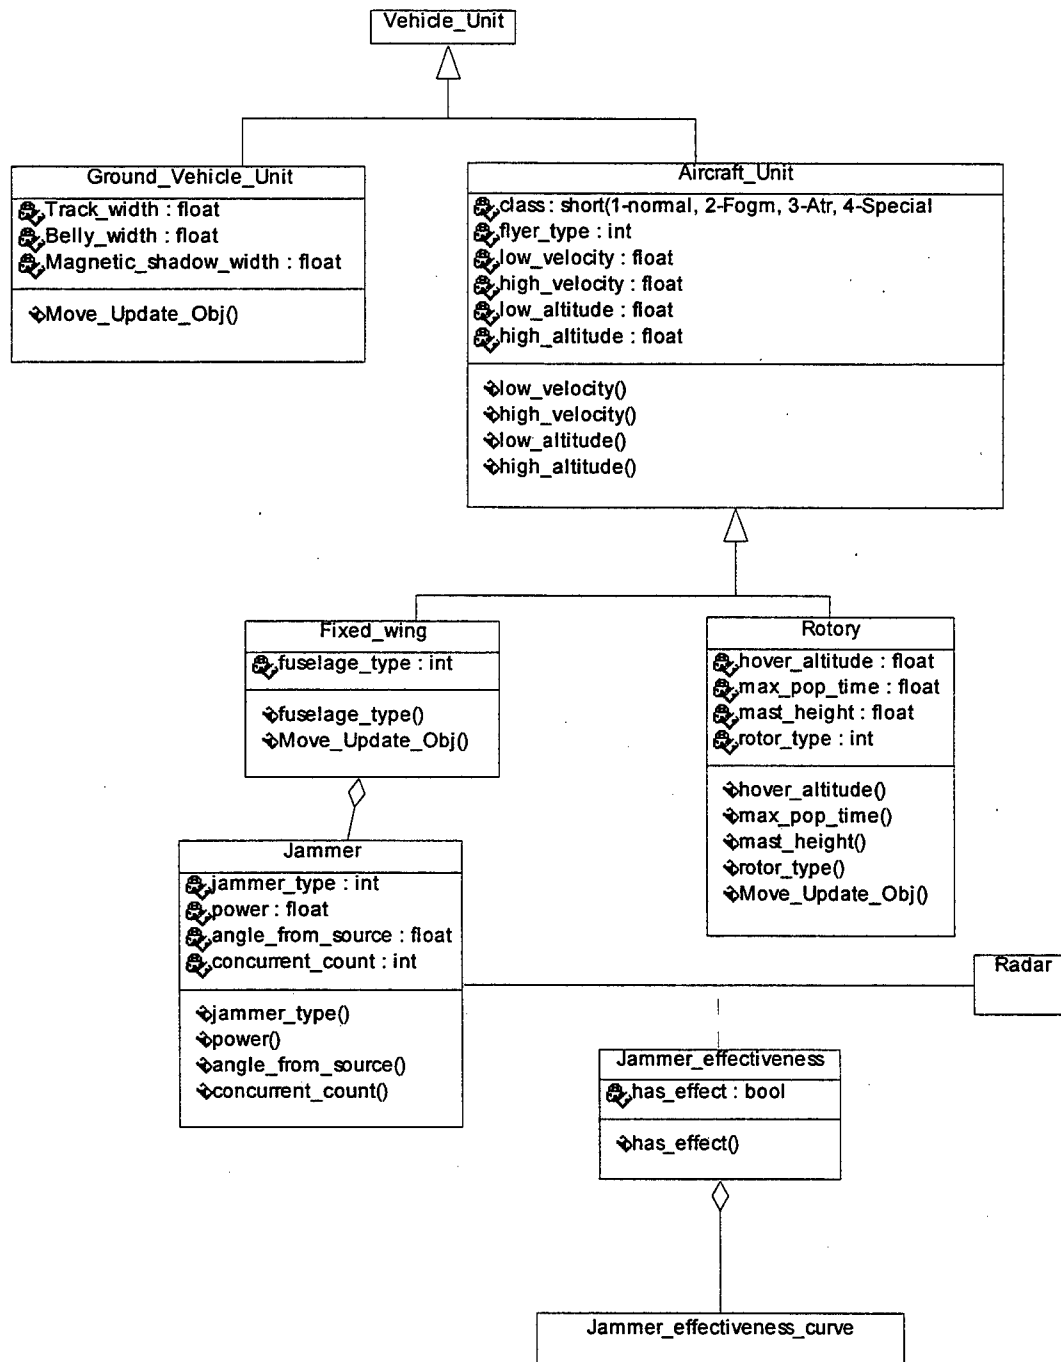 Vehicle_Unit
Ground_Vehicle_Unit
Track_width : float
Belly_width : float
Magnetic_shadow_width : float
Move_Update_Obj()
Aircraft_Unit
class : short(1-normal, 2-Fogm, 3-Atr, 4-Special
flyer_type : int
low_velocity : float
high_velocity : float
low_altitude : float
high_altitude : float
low_velocity()
high_velocity()
low_altitude()
high_altitude()
Fixed_wing
fuselage_type : int
fuselage_type()
Move_Update_Obj()
Rotory
hover_altitude : float
max_pop_time : float
mast_height : float
rotor_type : int
hover_altitude()
max_pop_time()
mast_height()
rotor_type()
Move_Update_Obj()
Jammer
jammer_type : int
power : float
angle_from_source : float
concurrent_count : int
jammer_type()
power()
angle_from_source()
concurrent_count()
Radar
Jammer_effectiveness
has_effect : bool
has_effect()
Jammer_effectiveness_curve